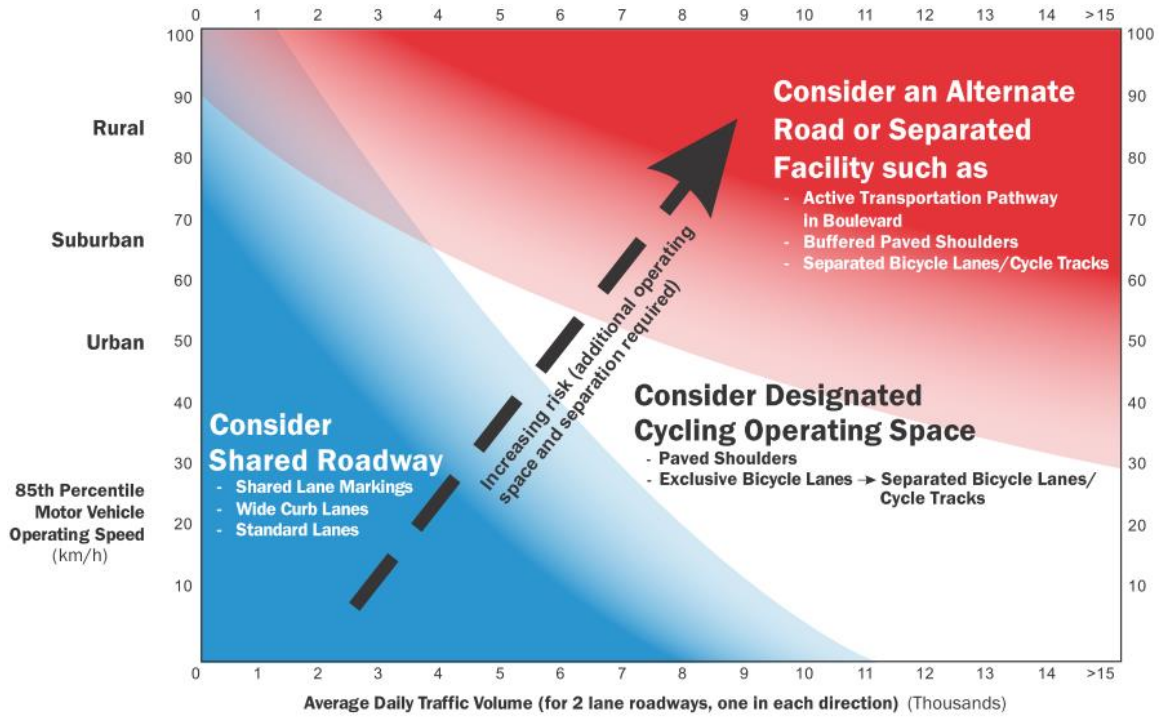 0 1 2 3 4 5 6 7 8 9 10 11 12 13 14 >15
100 100
90 90
Rural
80 80
70 70
Suburban
60 60
Urban
50 50
40 40
30 30
85th Percentile
Motor Vehicle
Operating Speed
(km/h)
20 20
10 10
Consider an Alternate
Road or Separated
Facility such as
- Active Transportation Pathway
in Boulevard
- Buffered Paved Shoulders
- Separated Bicycle Lanes/Cycle Tracks
Increasing risk (additional operating
space and separation required)
Consider Designated
Cycling Operating Space
- Paved Shoulders
- Exclusive Bicycle Lanes → Separated Bicycle Lanes/
Cycle Tracks
Consider
Shared Roadway
- Shared Lane Markings
- Wide Curb Lanes
- Standard Lanes
0 1 2 3 4 5 6 7 8 9 10 11 12 13 14 >15
Average Daily Traffic Volume (for 2 lane roadways, one in each direction) (Thousands)